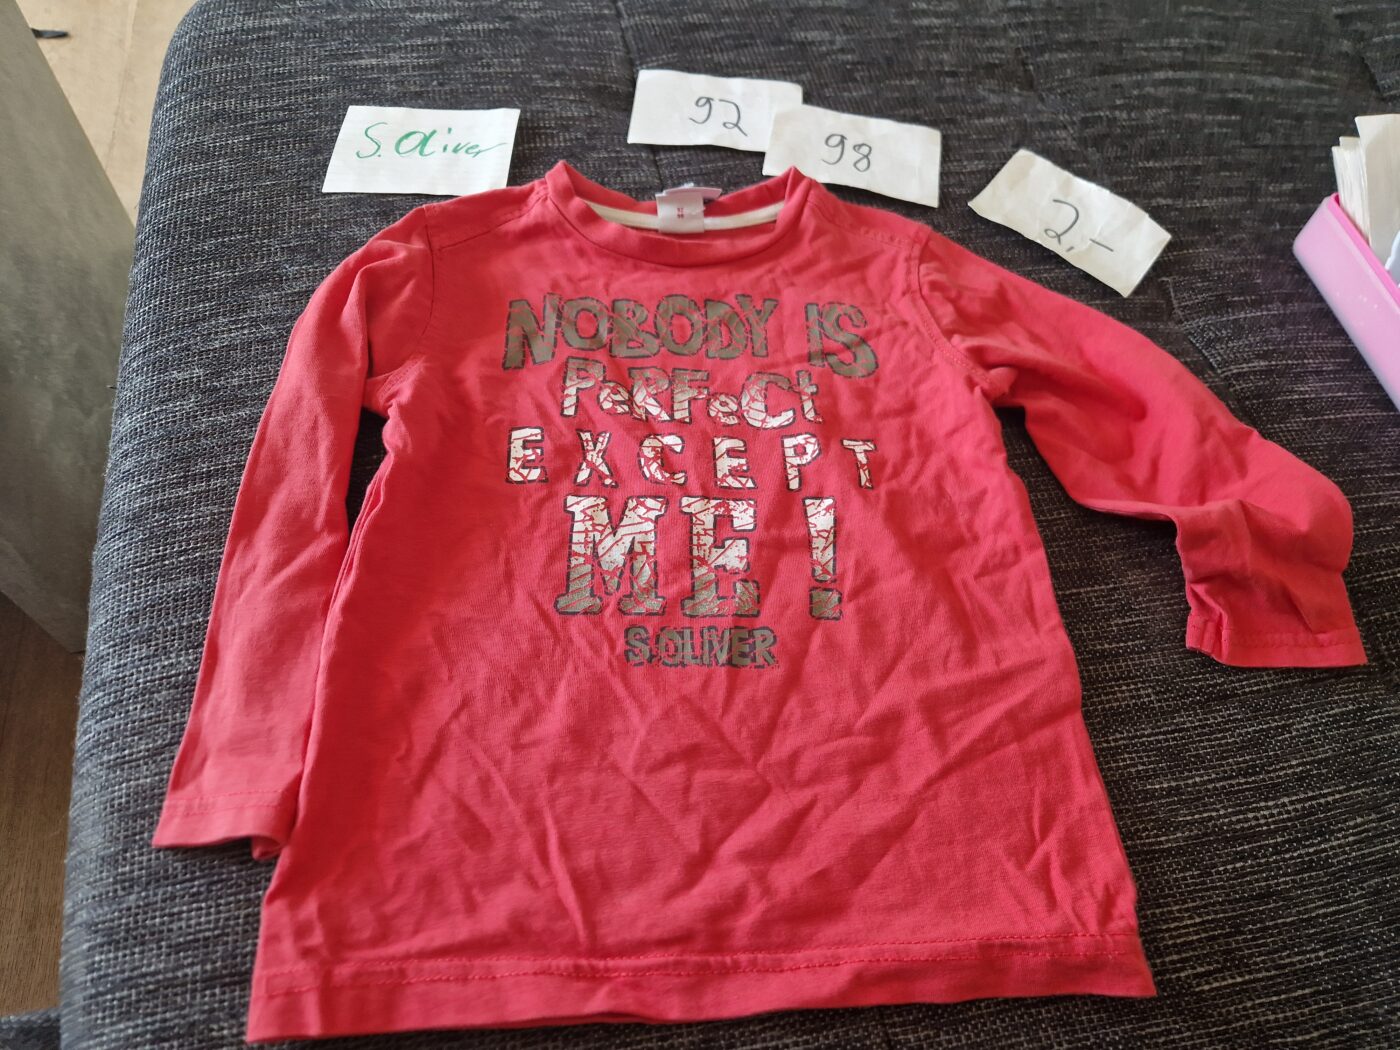 S. Oliver
92
98
2,-
NOBODY IS
PeRFeCt
EXCEPT
ME!
S.OLiVER